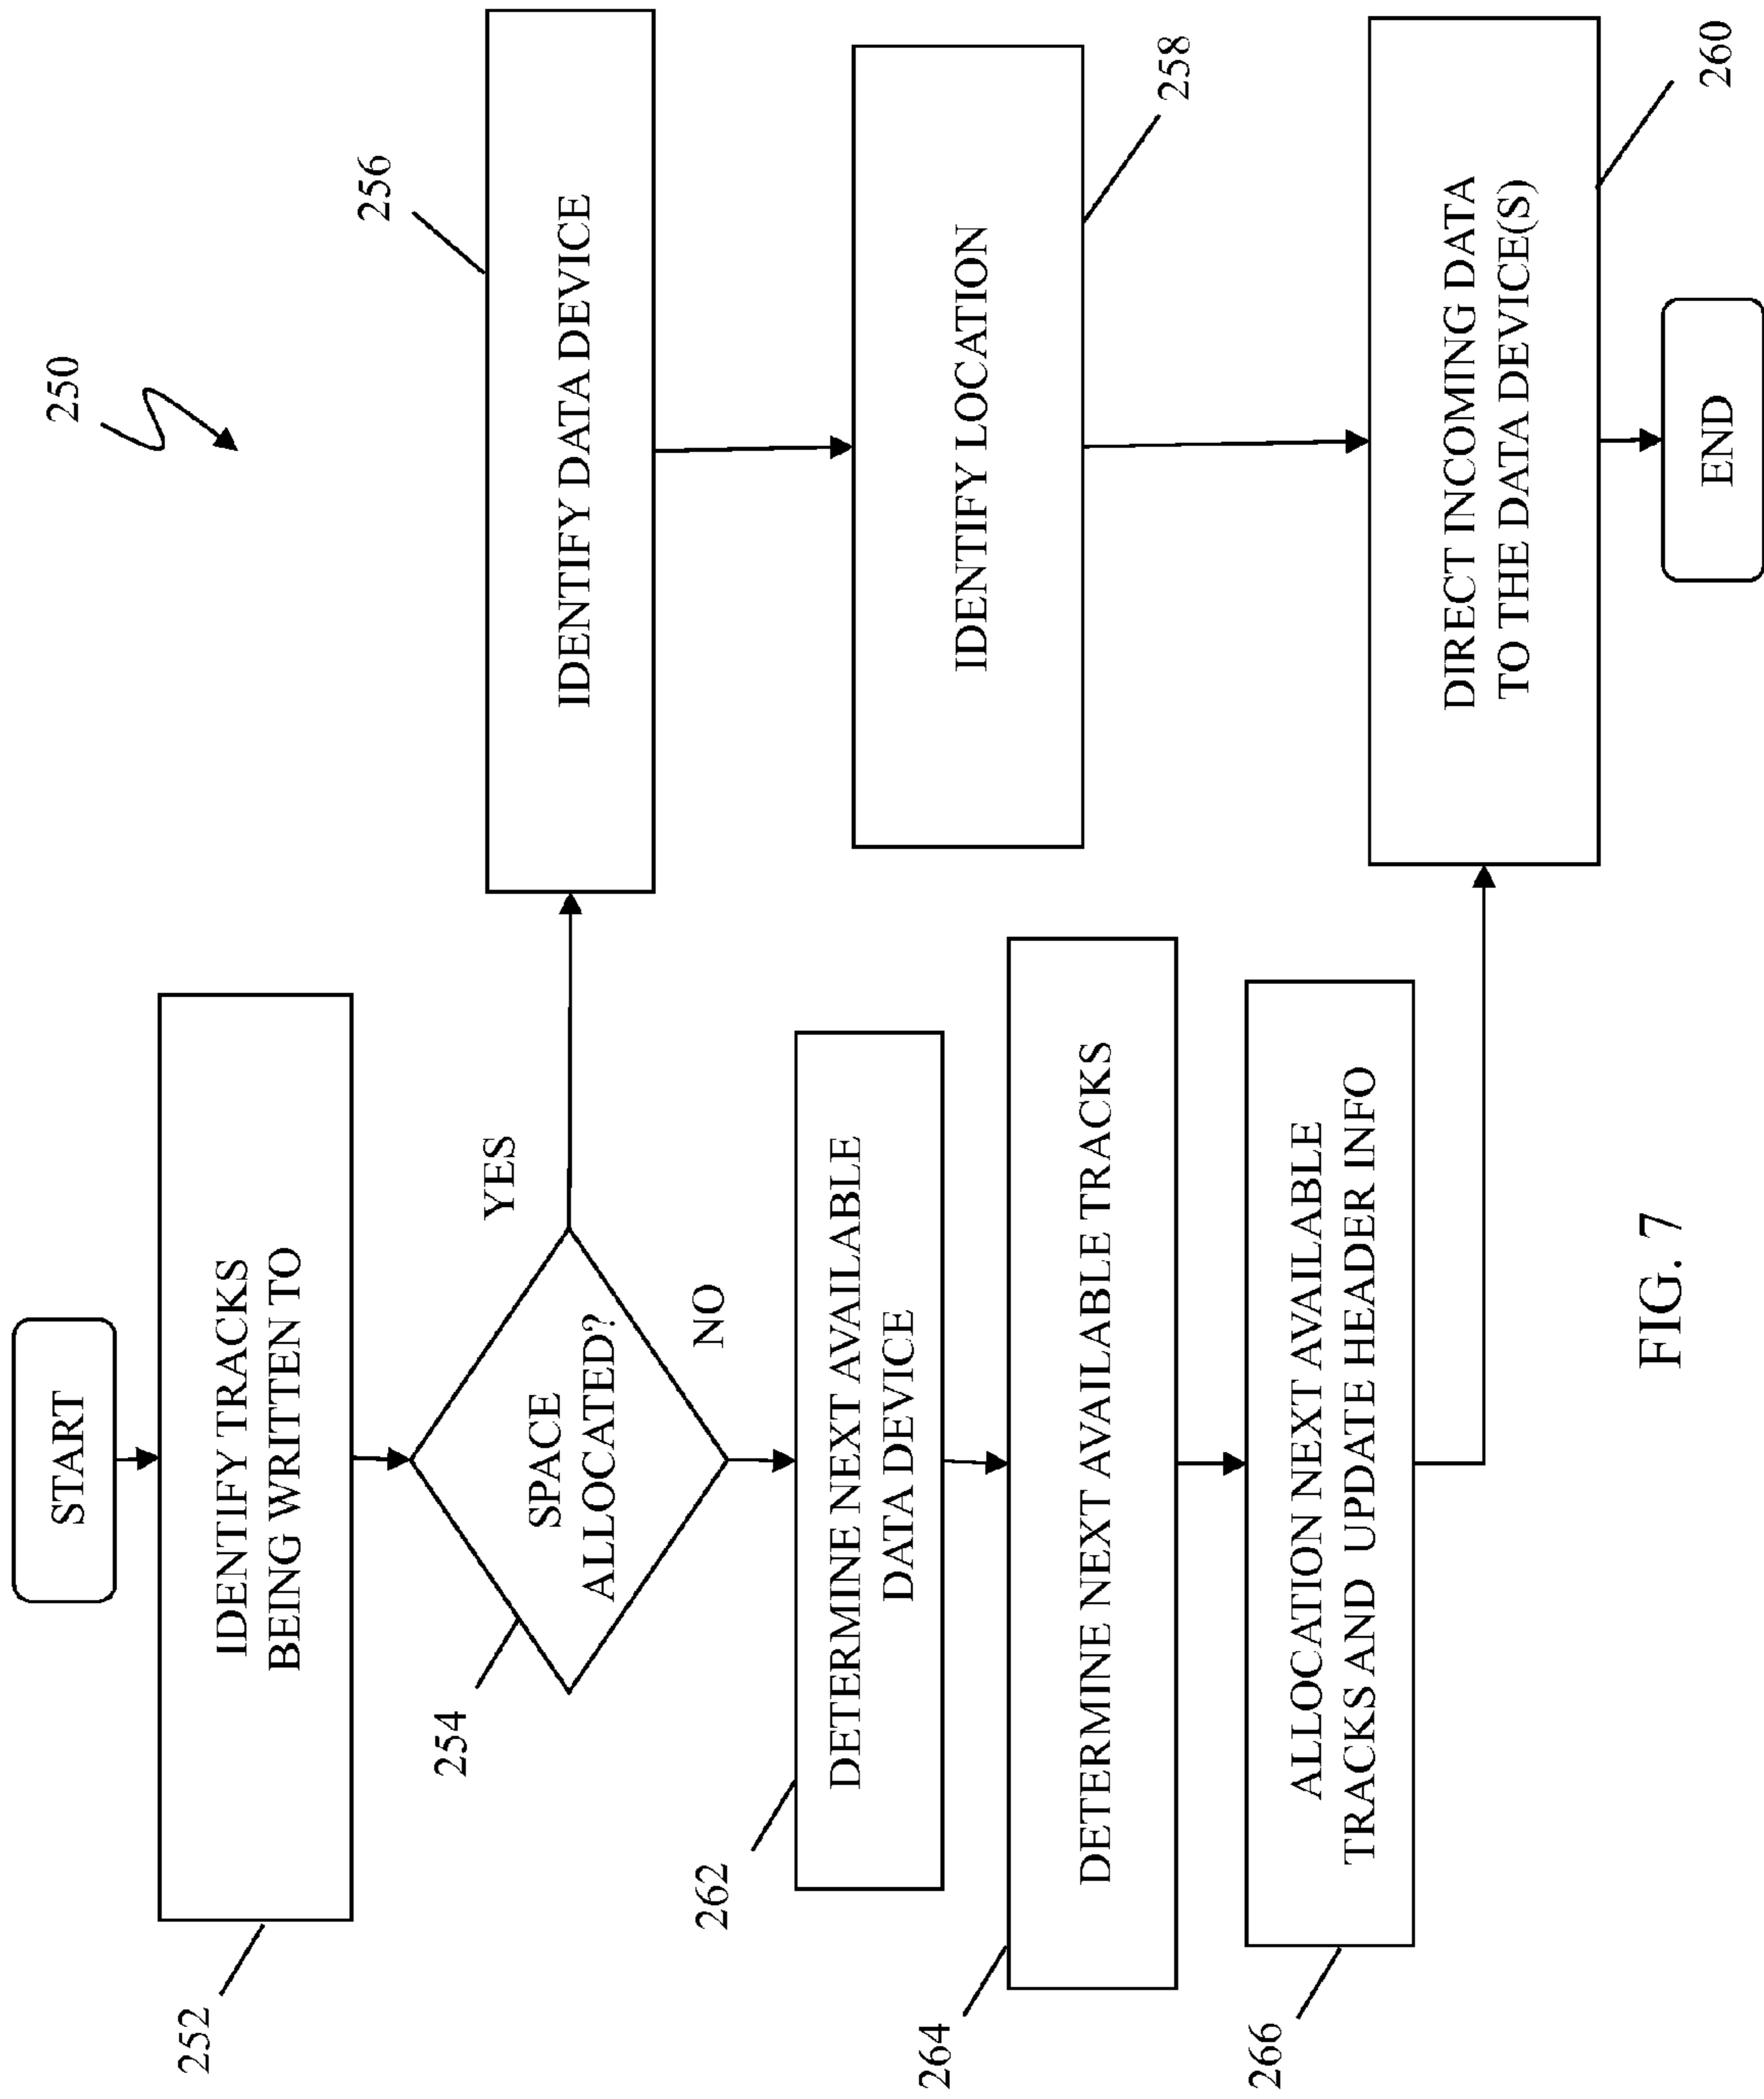 250
START
252
IDENTIFY TRACKS
BEING WRITTEN TO
254
SPACE
ALLOCATED?
YES
NO
256
IDENTIFY DATA DEVICE
258
IDENTIFY LOCATION
262
DETERMINE NEXT AVAILABLE
DATA DEVICE
264
DETERMINE NEXT AVAILABLE TRACKS
266
ALLOCATION NEXT AVAILABLE
TRACKS AND UPDATE HEADER INFO
260
DIRECT INCOMING DATA
TO THE DATA DEVICE(S)
END
FIG. 7